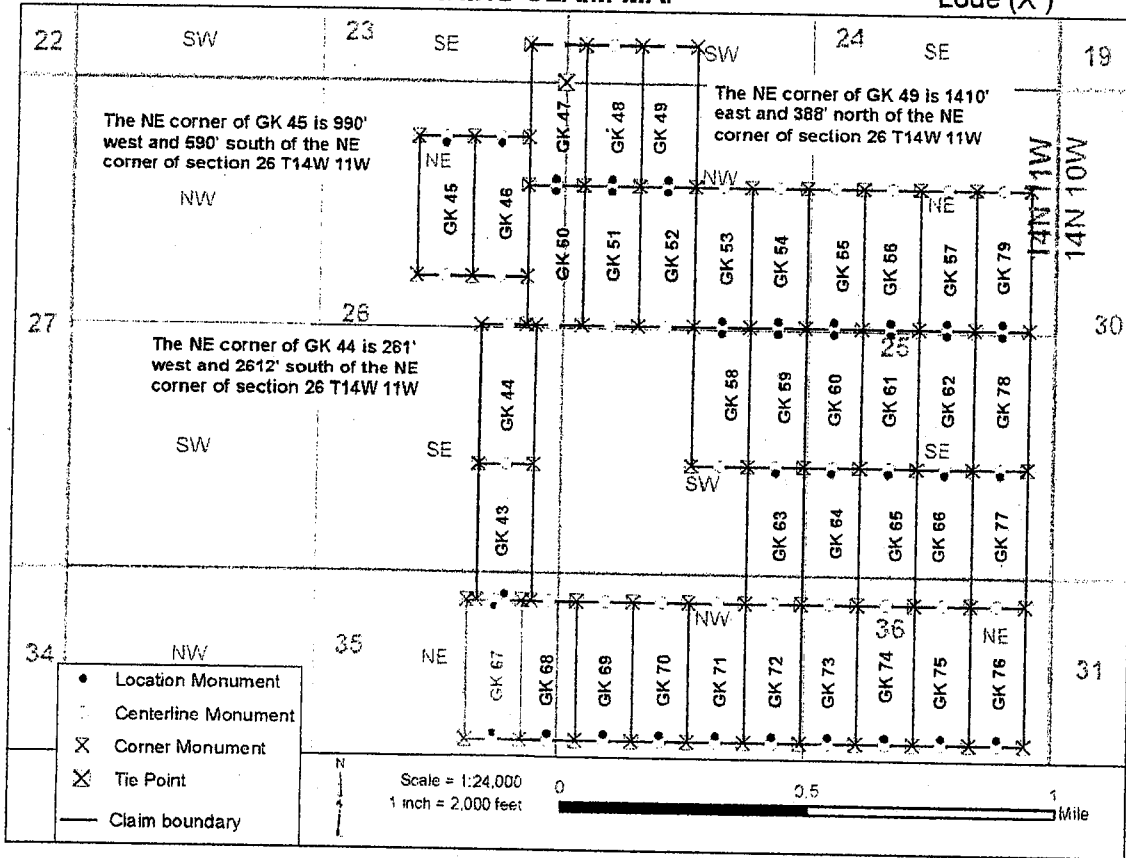 Lode (X )
22
SW
23
SE
SW
24
SE
19
The NE corner of GK 45 is 990'
west and 590' south of the NE
corner of section 26 T14W 11W
The NE corner of GK 49 is 1410'
east and 388' north of the NE
corner of section 26 T14W 11W
GK 47
GK 48
GK 49
NE
NW
NW
NE
14N 11W
14N 10W
GK 45
GK 46
GK 50
GK 51
GK 52
GK 53
GK 54
GK 55
GK 56
GK 57
GK 79
27
26
25
30
The NE corner of GK 44 is 281'
west and 2612' south of the NE
corner of section 26 T14W 11W
GK 44
GK 58
GK 59
GK 60
GK 61
GK 62
GK 78
SW
SE
SW
SE
GK 43
GK 63
GK 64
GK 65
GK 66
GK 77
34
NW
35
NE
NW
36
NE
31
GK 67
GK 68
GK 69
GK 70
GK 71
GK 72
GK 73
GK 74
GK 75
GK 76
Location Monument
Centerline Monument
Corner Monument
Tie Point
Claim boundary
N
Scale = 1:24,000
1 inch = 2,000 feet
0
0.5
1
Mile